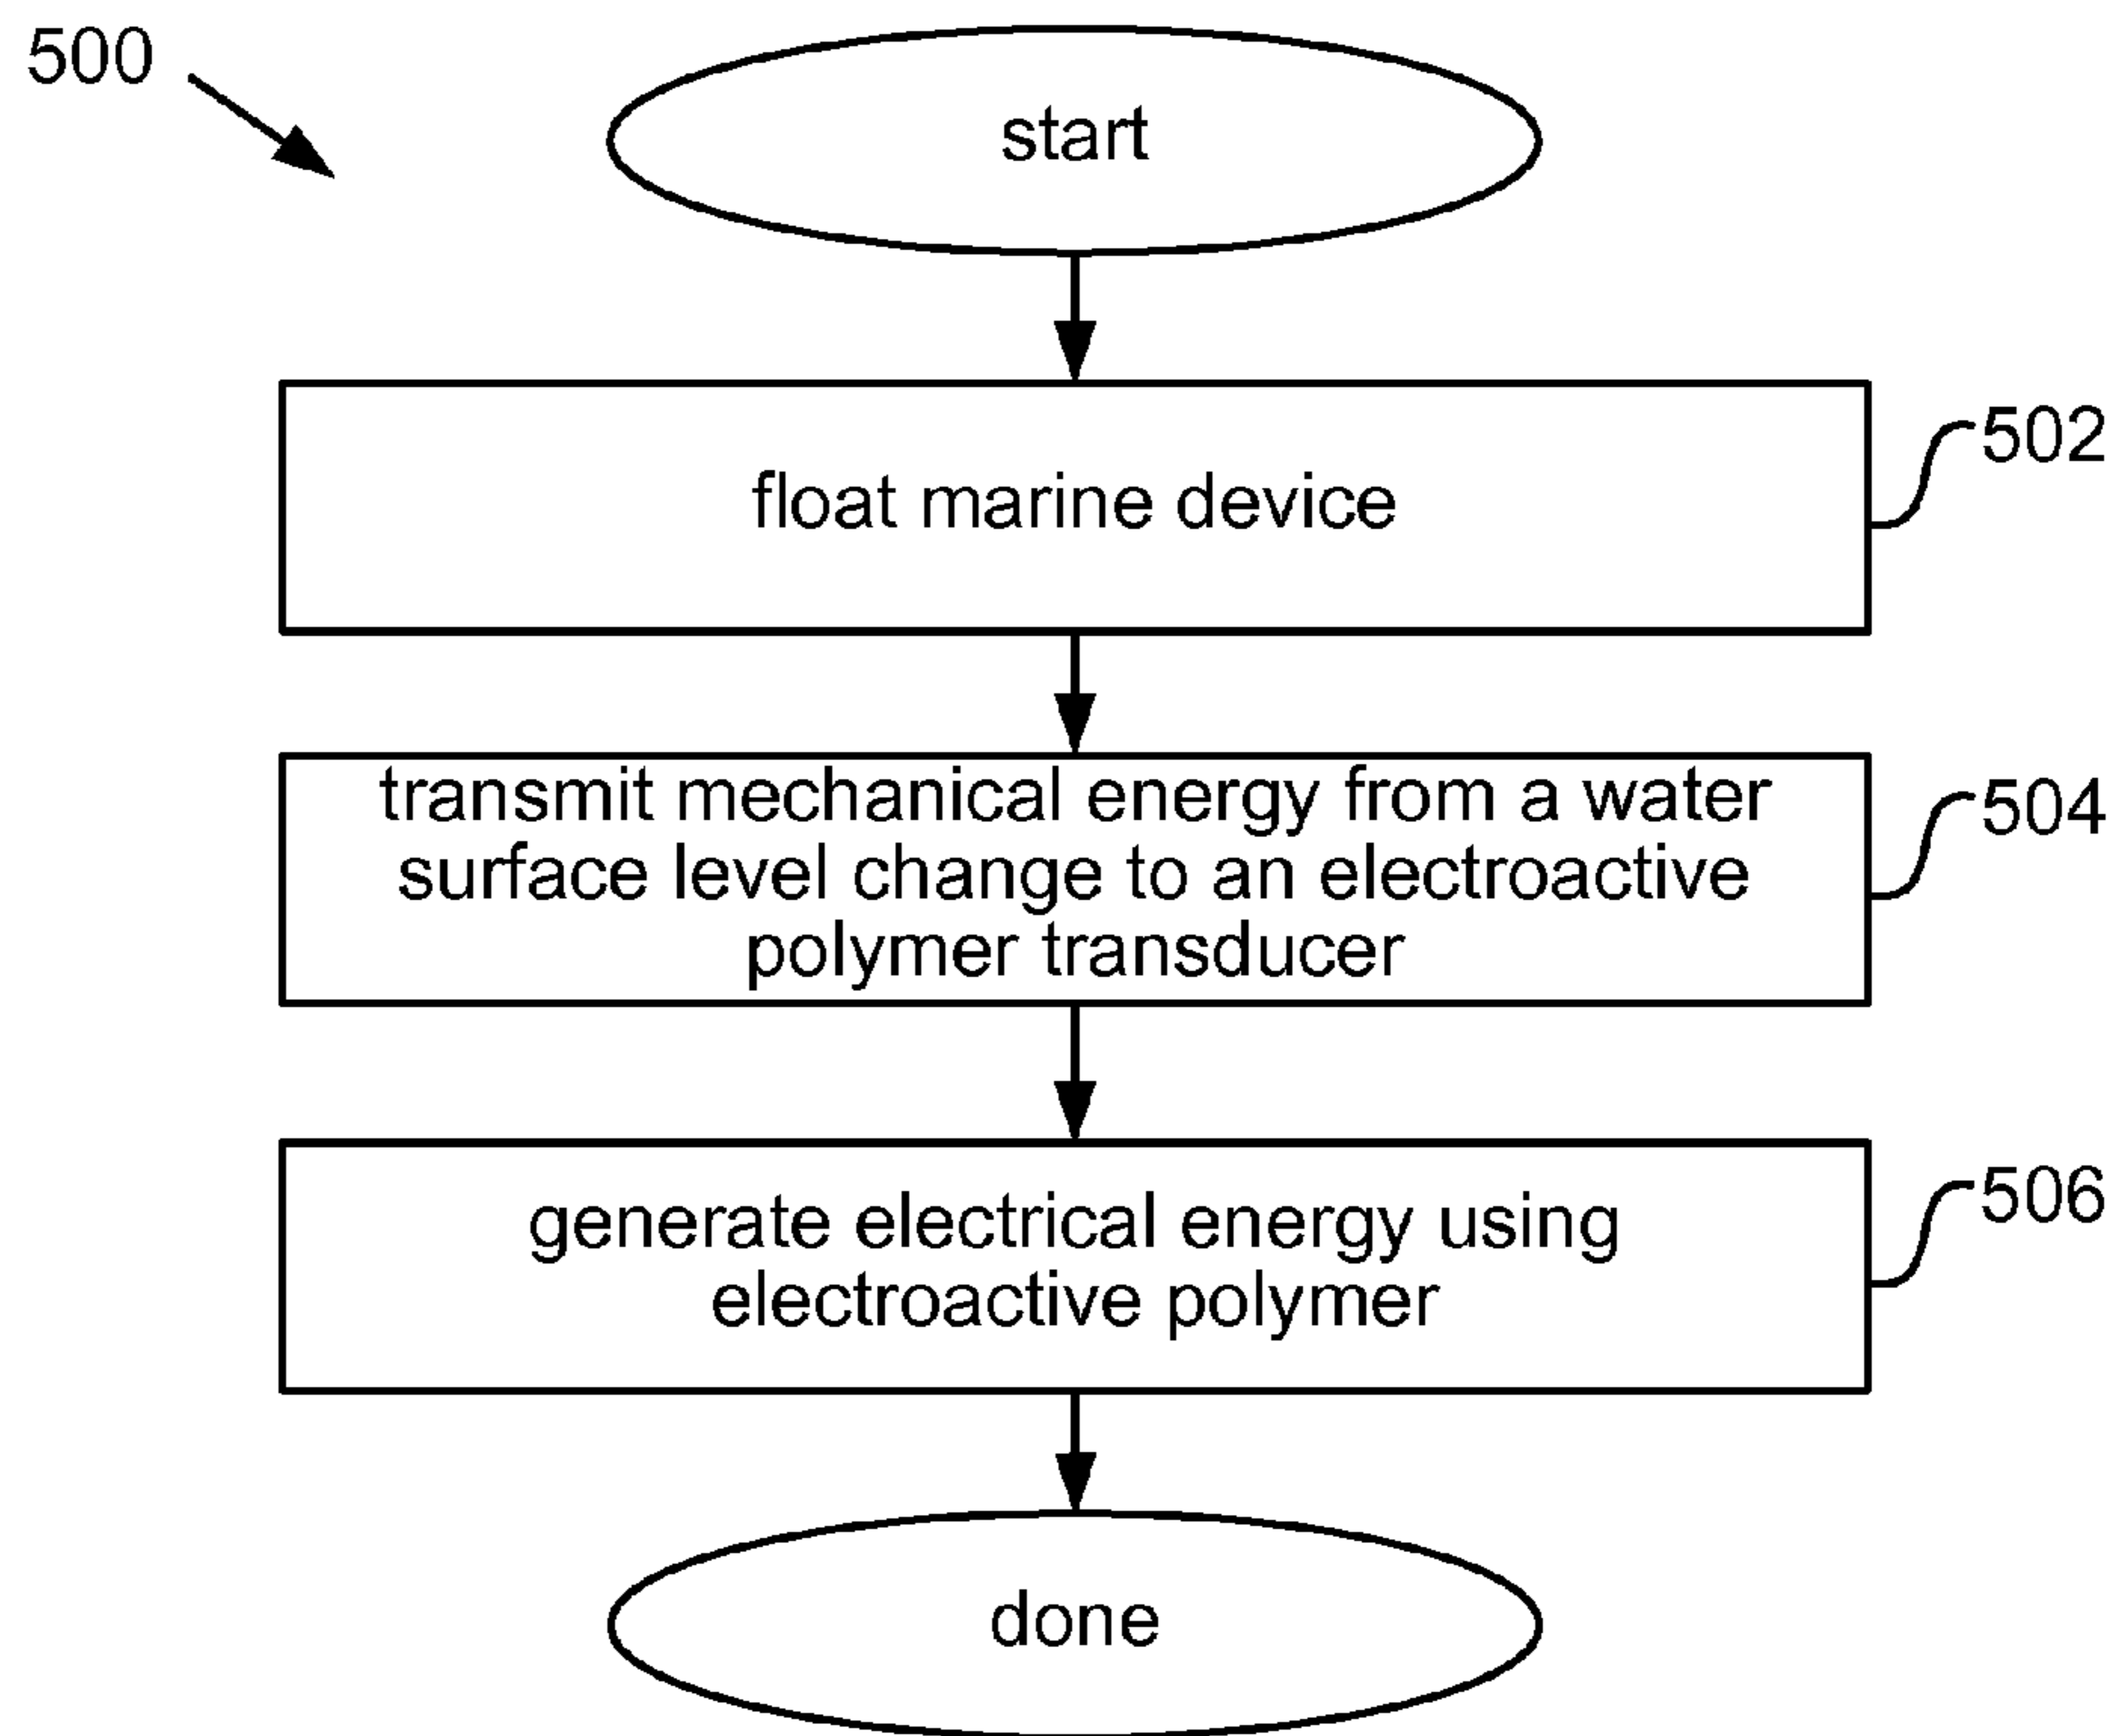 500
start
float marine device
502
transmit mechanical energy from a water
surface level change to an electroactive
polymer transducer
504
generate electrical energy using
electroactive polymer
506
done